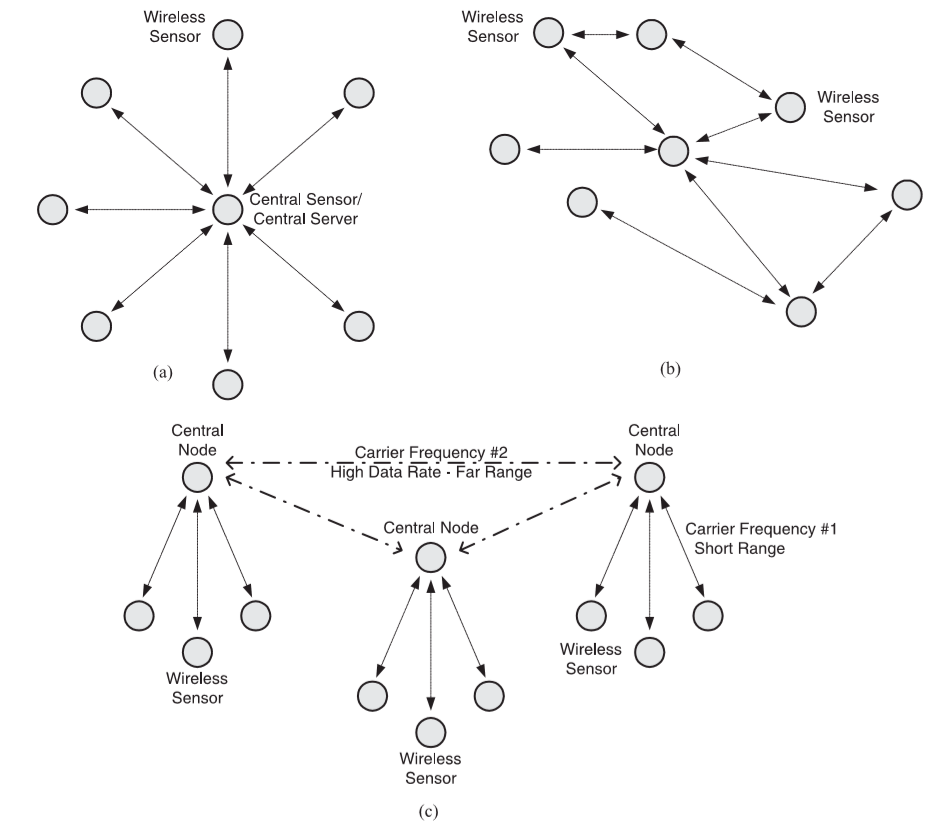 Wireless
Sensor
Central Sensor/
Central Server
(a)
Wireless
Sensor
Wireless
Sensor
(b)
Central
Node
Carrier Frequency #2
High Data Rate - Far Range
Central
Node
Central Node
Carrier Frequency #1
Short Range
Wireless
Sensor
Wireless
Sensor
Wireless
Sensor
(c)